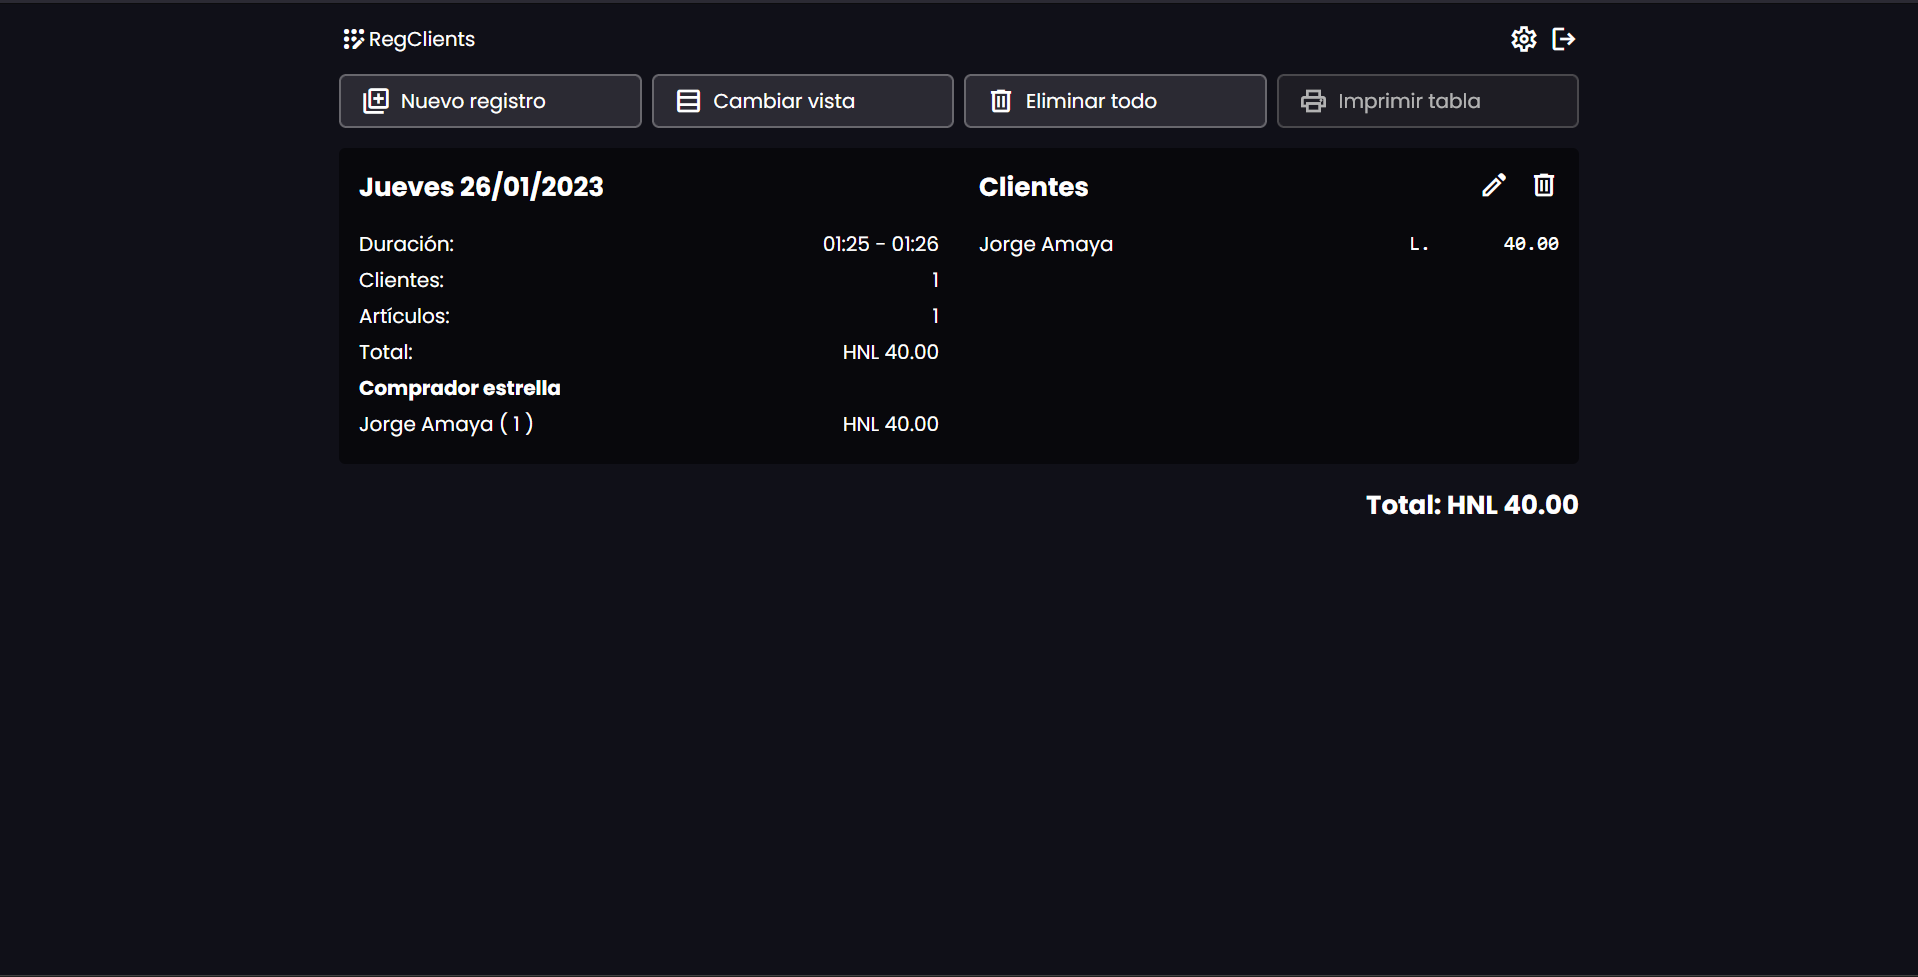 RegClients
Nuevo registro
Cambiar vista
Eliminar todo
Imprimir tabla
Jueves 26/01/2023
Duración: 01:25 - 01:26
Clientes: 1
Artículos: 1
Total: HNL 40.00
Comprador estrella
Jorge Amaya ( 1 ) HNL 40.00
Clientes
Jorge Amaya L. 40.00
Total: HNL 40.00